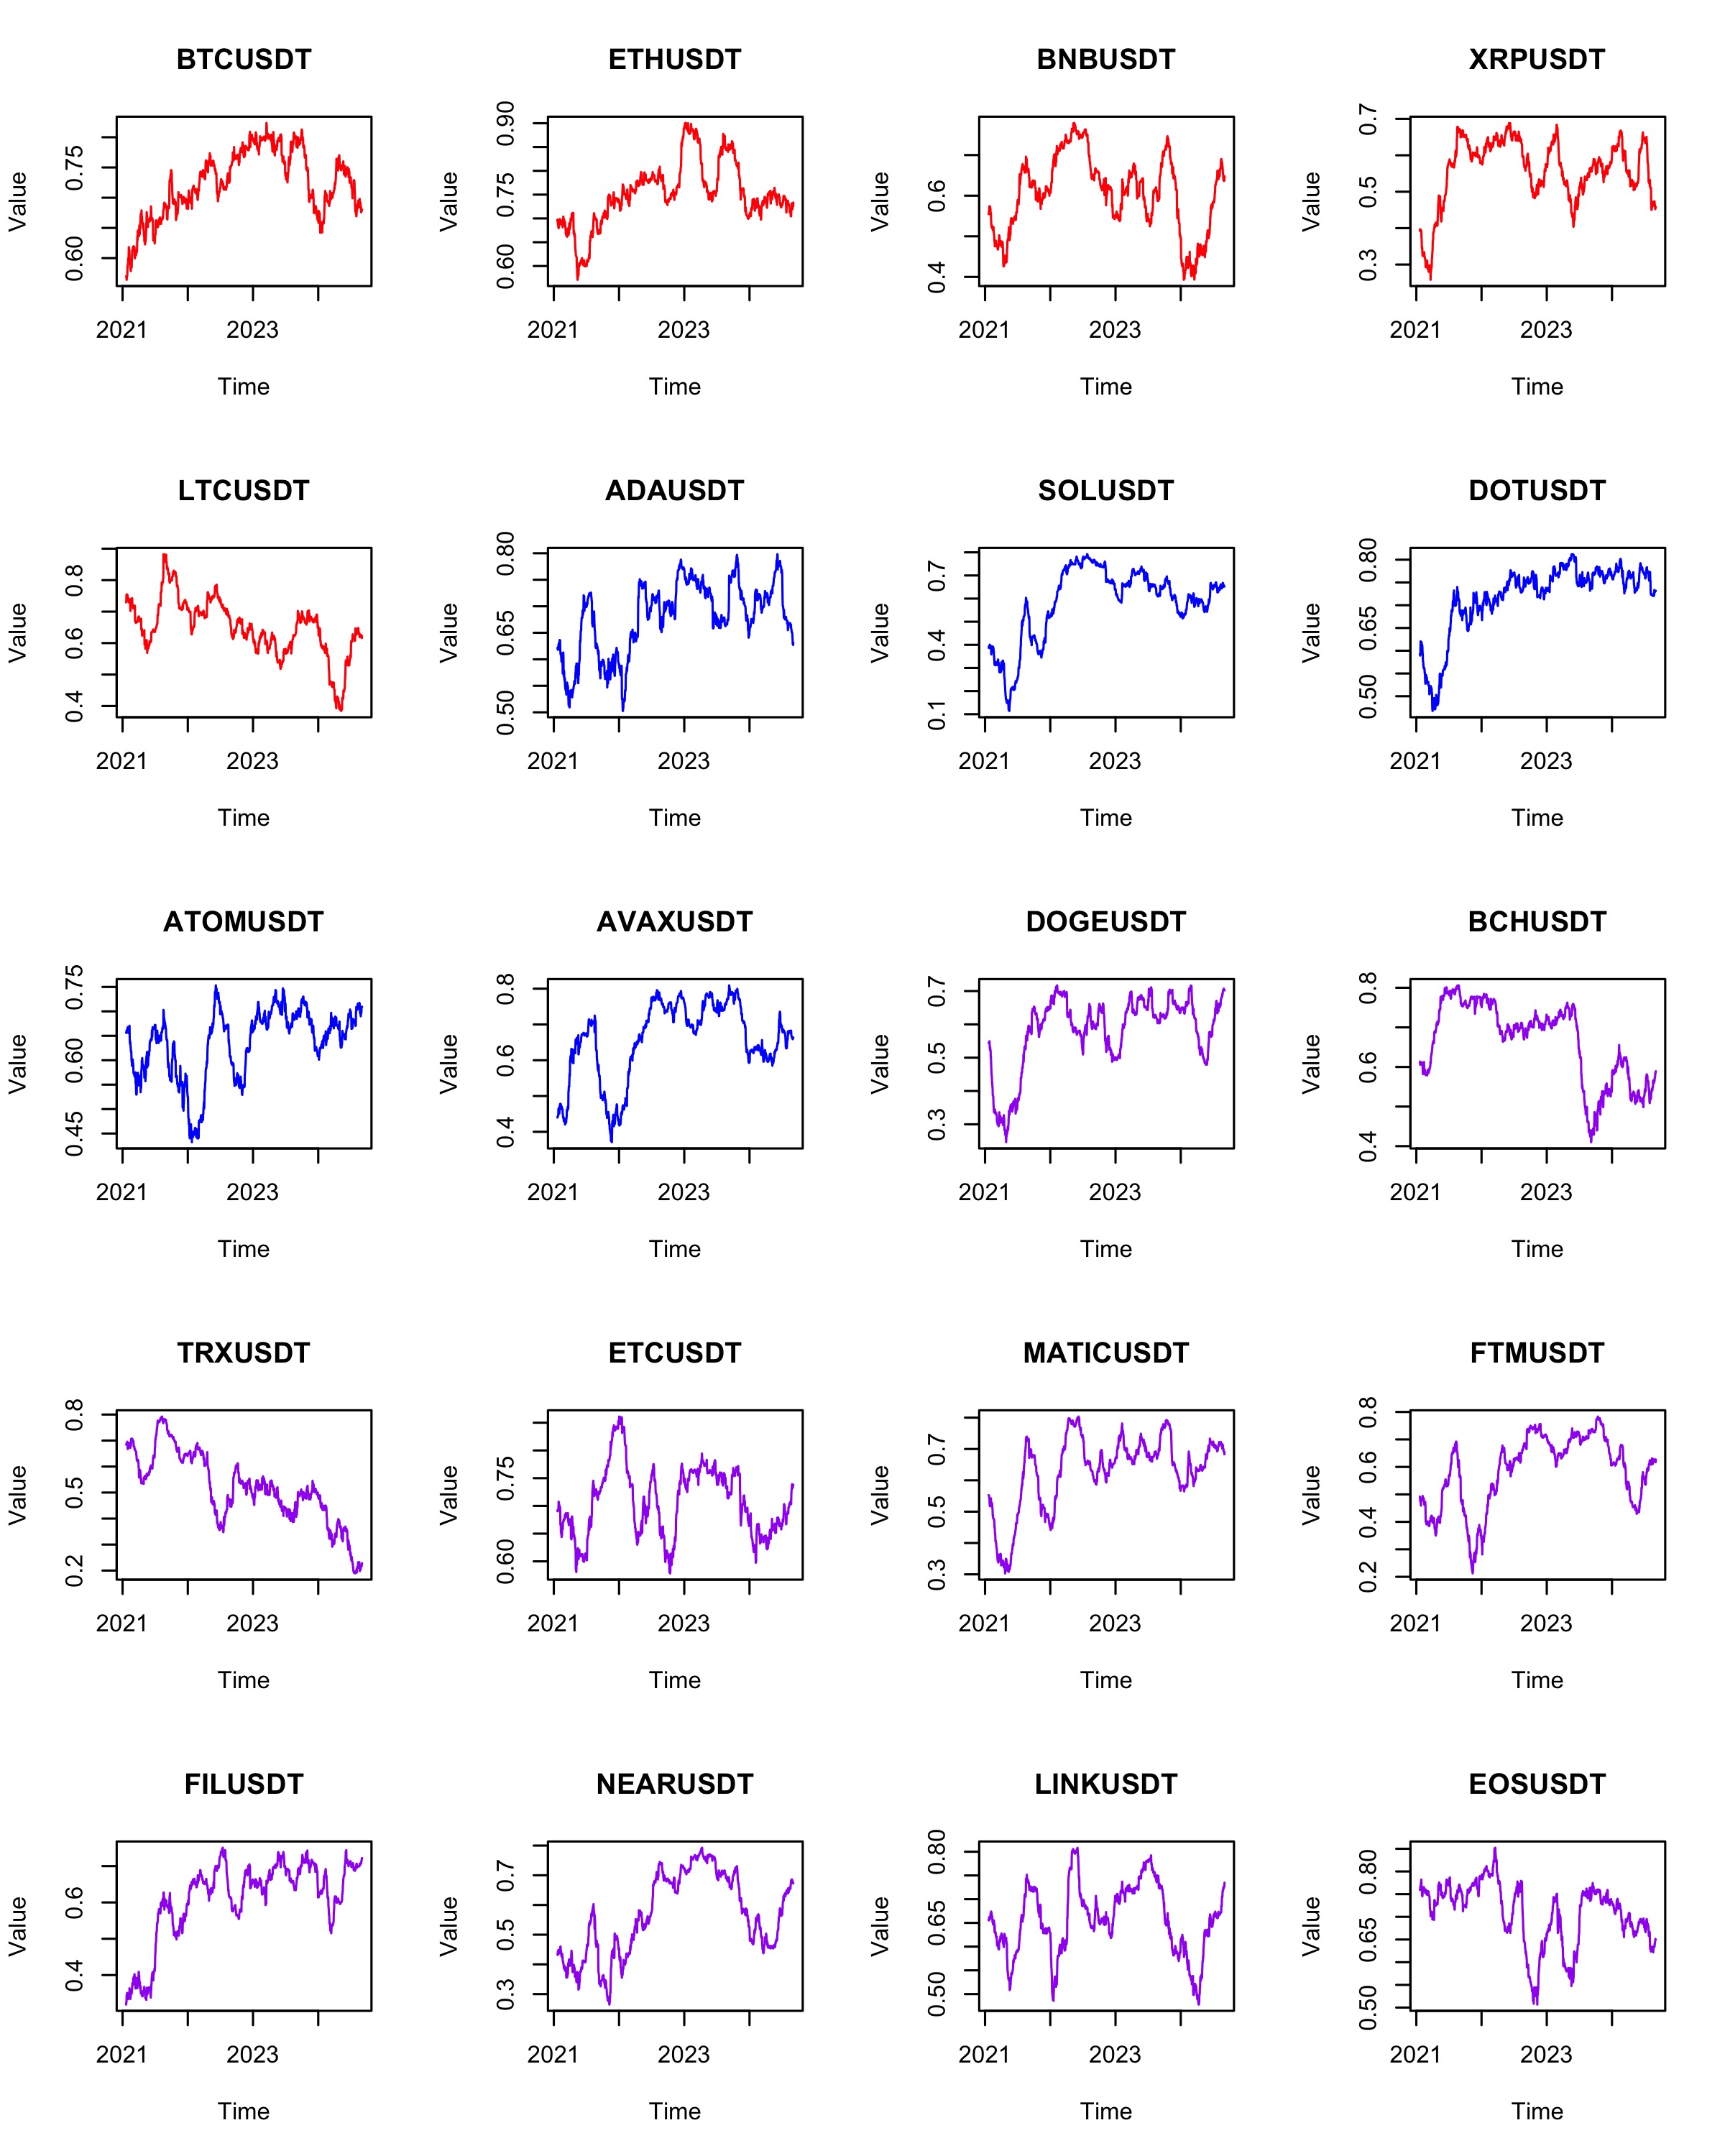 BTCUSDT ETHUSDT BNBUSDT XRPUSDT
Value 0.60 0.75 Value 0.60 0.75 0.90 Value 0.4 0.6 Value 0.3 0.5 0.7
2021 2023 2021 2023 2021 2023 2021 2023
Time Time Time Time
LTCUSDT ADAUSDT SOLUSDT DOTUSDT
Value 0.4 0.6 0.8 Value 0.50 0.65 0.80 Value 0.1 0.4 0.7 Value 0.50 0.65 0.80
2021 2023 2021 2023 2021 2023 2021 2023
Time Time Time Time
ATOMUSDT AVAXUSDT DOGEUSDT BCHUSDT
Value 0.45 0.60 0.75 Value 0.4 0.6 0.8 Value 0.3 0.5 0.7 Value 0.4 0.6 0.8
2021 2023 2021 2023 2021 2023 2021 2023
Time Time Time Time
TRXUSDT ETCUSDT MATICUSDT FTMUSDT
Value 0.2 0.5 0.8 Value 0.60 0.75 Value 0.3 0.5 0.7 Value 0.2 0.4 0.6 0.8
2021 2023 2021 2023 2021 2023 2021 2023
Time Time Time Time
FILUSDT NEARUSDT LINKUSDT EOSUSDT
Value 0.4 0.6 Value 0.3 0.5 0.7 Value 0.50 0.65 0.80 Value 0.50 0.65 0.80
2021 2023 2021 2023 2021 2023 2021 2023
Time Time Time Time